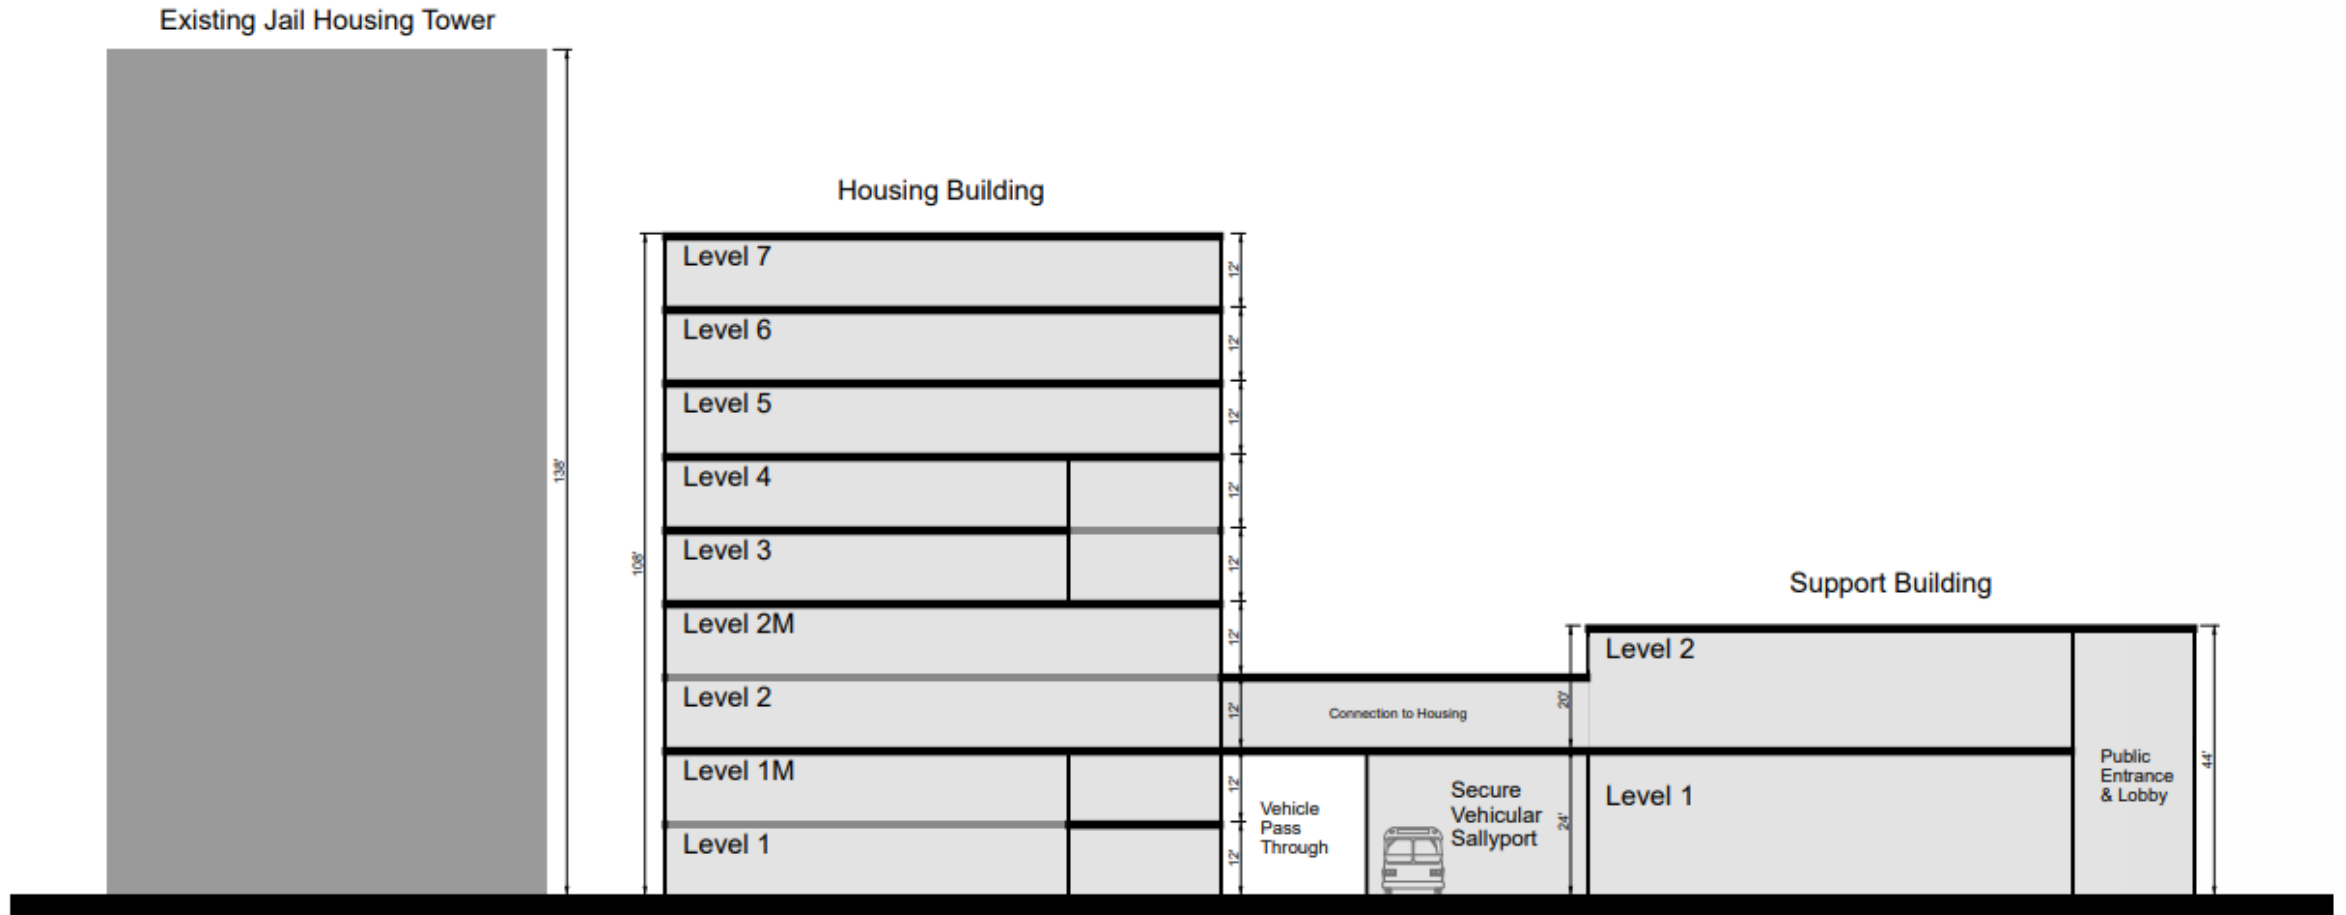 Existing Jail Housing Tower
138'
Housing Building
108'
Level 7
12'
Level 6
12'
Level 5
12'
Level 4
12'
Level 3
12'
Level 2M
12'
Level 2
12'
Level 1M
12'
Level 1
12'
Connection to Housing
Vehicle
Pass
Through
Secure
Vehicular
Sallyport
20'
24'
Support Building
Level 2
Level 1
Public
Entrance
& Lobby
44'